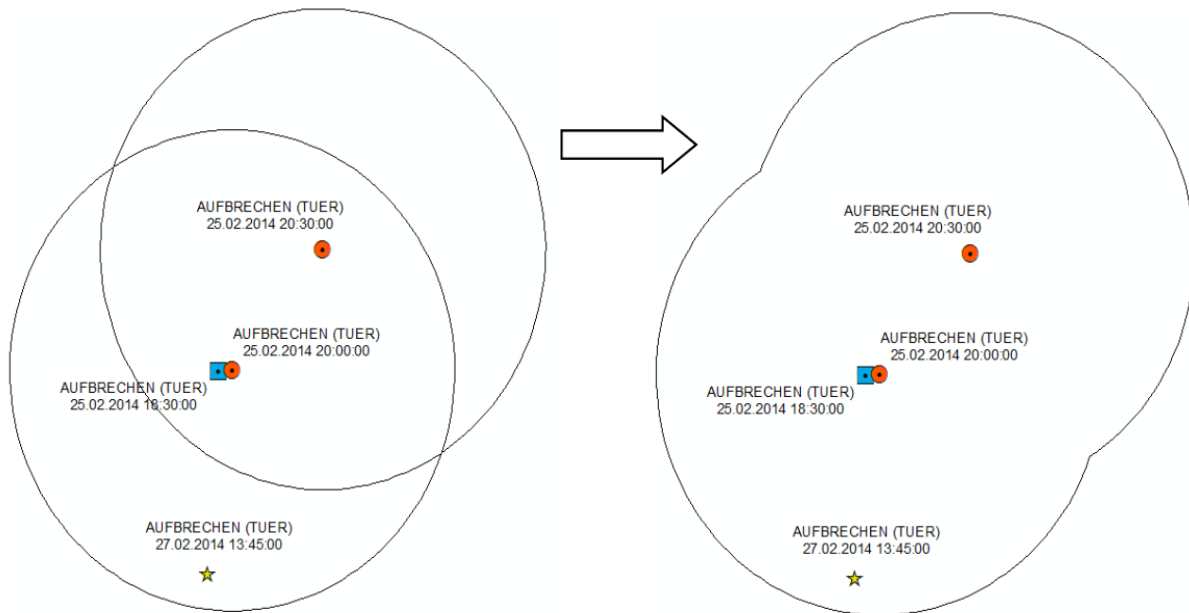 AUFBRECHEN (TUER)
25.02.2014 20:30:00
AUFBRECHEN (TUER)
25.02.2014 20:00:00
AUFBRECHEN (TUER)
25.02.2014 18:30:00
AUFBRECHEN (TUER)
27.02.2014 13:45:00
AUFBRECHEN (TUER)
25.02.2014 20:30:00
AUFBRECHEN (TUER)
25.02.2014 20:00:00
AUFBRECHEN (TUER)
25.02.2014 18:30:00
AUFBRECHEN (TUER)
27.02.2014 13:45:00